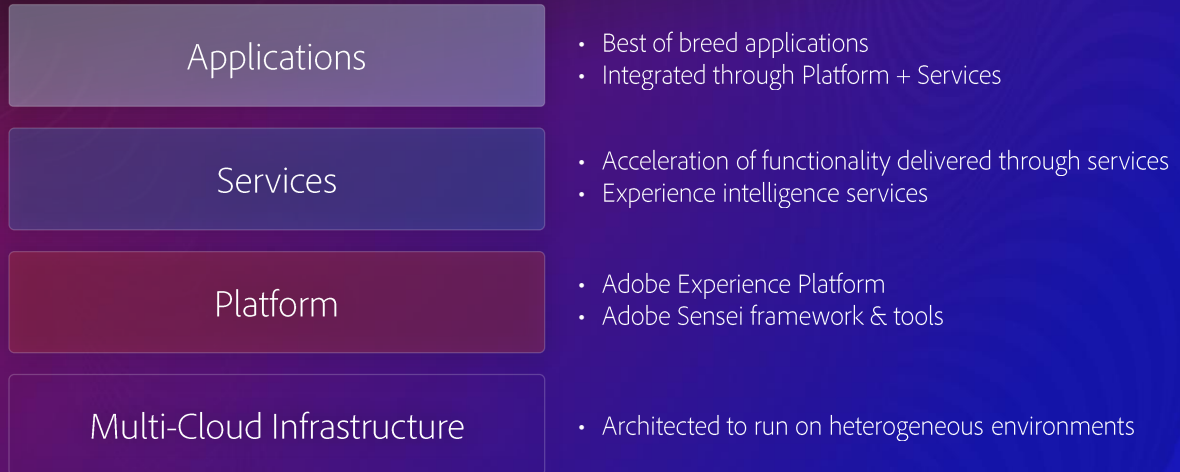 Applications
• Best of breed applications
• Integrated through Platform + Services
Services
• Acceleration of functionality delivered through services
• Experience intelligence services
Platform
• Adobe Experience Platform
• Adobe Sensei framework & tools
Multi-Cloud Infrastructure
• Architected to run on heterogeneous environments